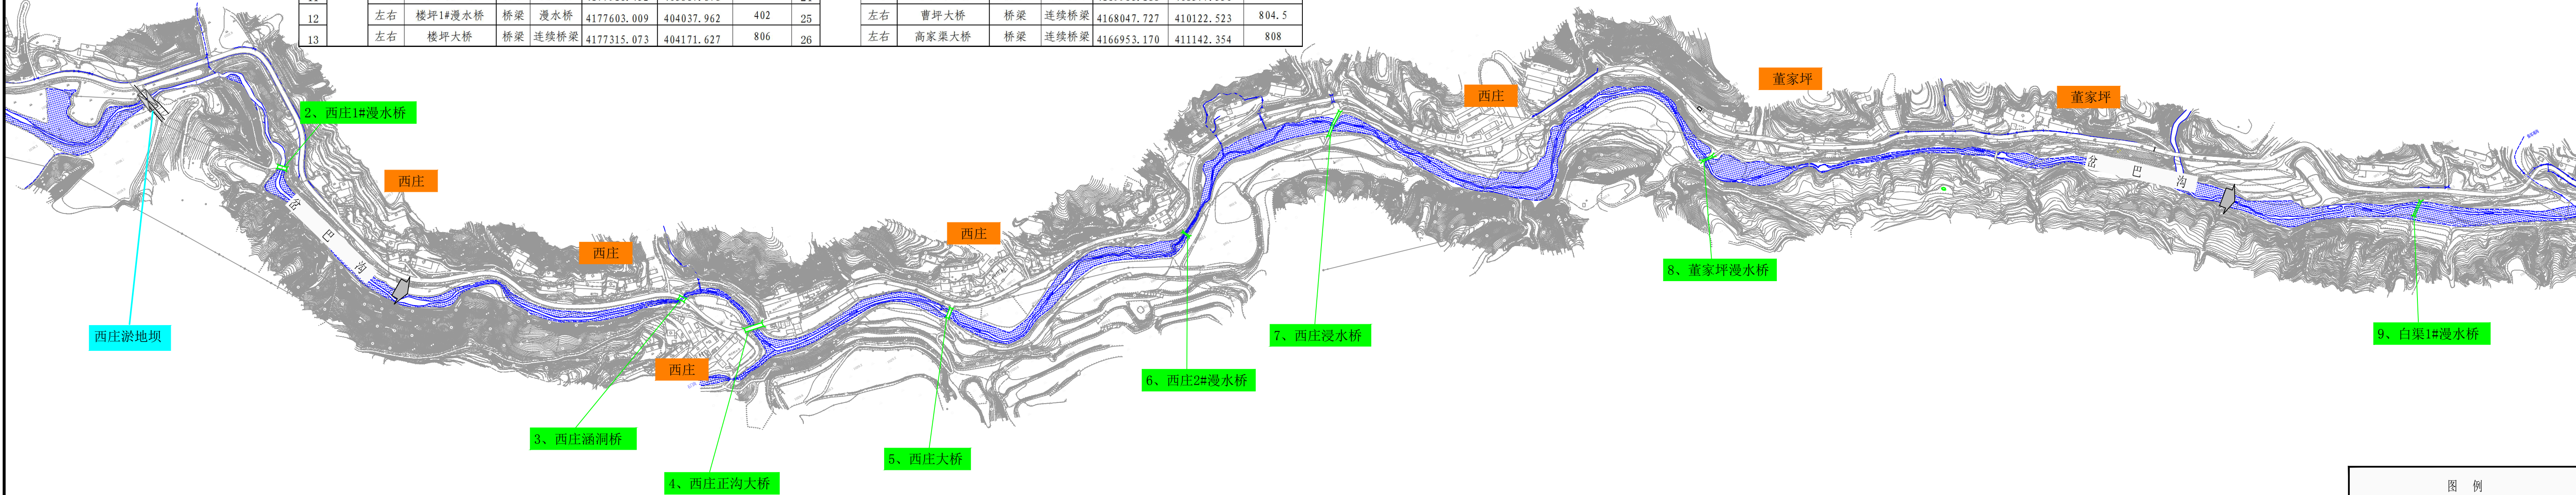 12 左右 楼坪1#漫水桥 桥梁 漫水桥 4177603.009 404037.962 402 25 左右 曹坪大桥 桥梁 连续桥梁 4168047.727 410122.523 804.5
13 左右 楼坪大桥 桥梁 连续桥梁 4177315.073 404171.627 806 26 左右 高家渠大桥 桥梁 连续桥梁 4166953.170 411142.354 808
2、西庄1#漫水桥
西庄
岔巴沟
西庄淤地坝
西庄
西庄
3、西庄涵洞桥
4、西庄正沟大桥
西庄
5、西庄大桥
6、西庄2#漫水桥
7、西庄浸水桥
西庄
董家坪
8、董家坪漫水桥
董家坪
岔巴沟
9、白渠1#漫水桥
图 例